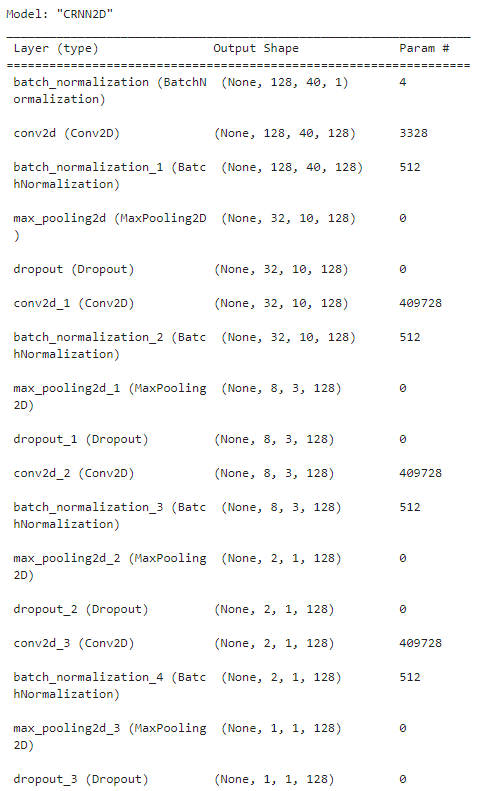 Model: "CRNN2D"
_________________________________________________________________
Layer (type) Output Shape Param #
=================================================================
batch_normalization (BatchN (None, 128, 40, 1) 4
ormalization)
conv2d (Conv2D) (None, 128, 40, 128) 3328
batch_normalization_1 (Batc (None, 128, 40, 128) 512
hNormalization)
max_pooling2d (MaxPooling2D (None, 32, 10, 128) 0
)
dropout (Dropout) (None, 32, 10, 128) 0
conv2d_1 (Conv2D) (None, 32, 10, 128) 409728
batch_normalization_2 (Batc (None, 32, 10, 128) 512
hNormalization)
max_pooling2d_1 (MaxPooling (None, 8, 3, 128) 0
2D)
dropout_1 (Dropout) (None, 8, 3, 128) 0
conv2d_2 (Conv2D) (None, 8, 3, 128) 409728
batch_normalization_3 (Batc (None, 8, 3, 128) 512
hNormalization)
max_pooling2d_2 (MaxPooling (None, 2, 1, 128) 0
2D)
dropout_2 (Dropout) (None, 2, 1, 128) 0
conv2d_3 (Conv2D) (None, 2, 1, 128) 409728
batch_normalization_4 (Batc (None, 2, 1, 128) 512
hNormalization)
max_pooling2d_3 (MaxPooling (None, 1, 1, 128) 0
2D)
dropout_3 (Dropout) (None, 1, 1, 128) 0